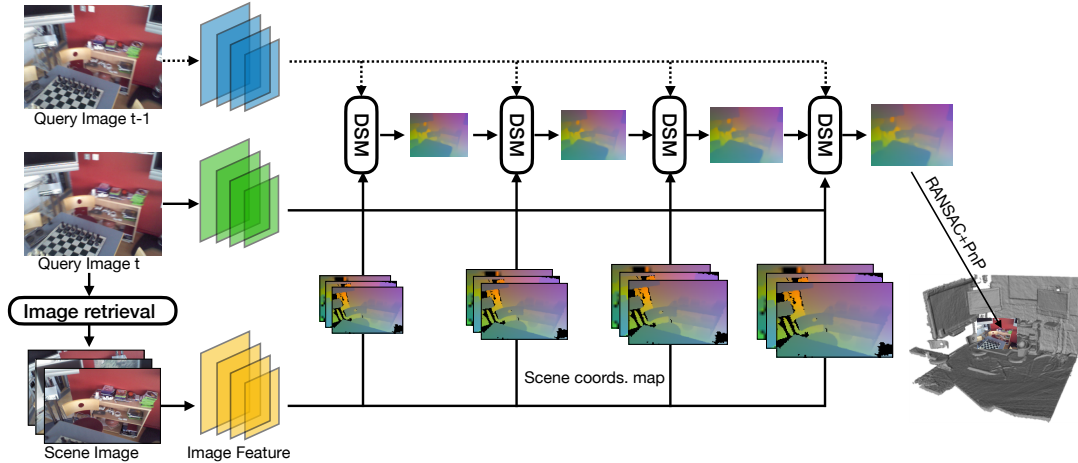 Query Image t-1
DSM
DSM
DSM
DSM
RANSAC+PnP
Query Image t
Image retrieval
Scene coords. map
Scene Image
Image Feature